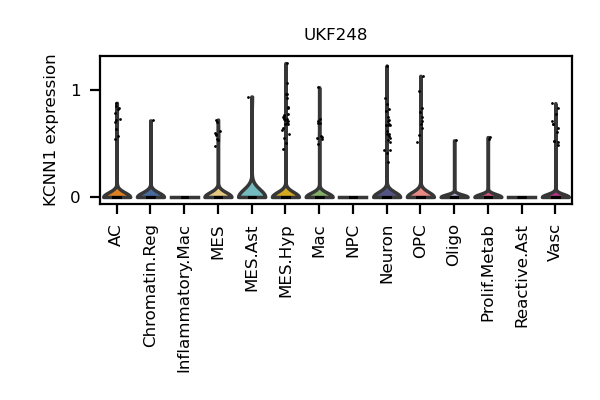 UKF248
KCNN1 expression
1
0
AC
Chromatin.Reg
Inflammatory.Mac
MES
MES.Ast
MES.Hyp
Mac
NPC
Neuron
OPC
Oligo
Prolif.Metab
Reactive.Ast
Vasc